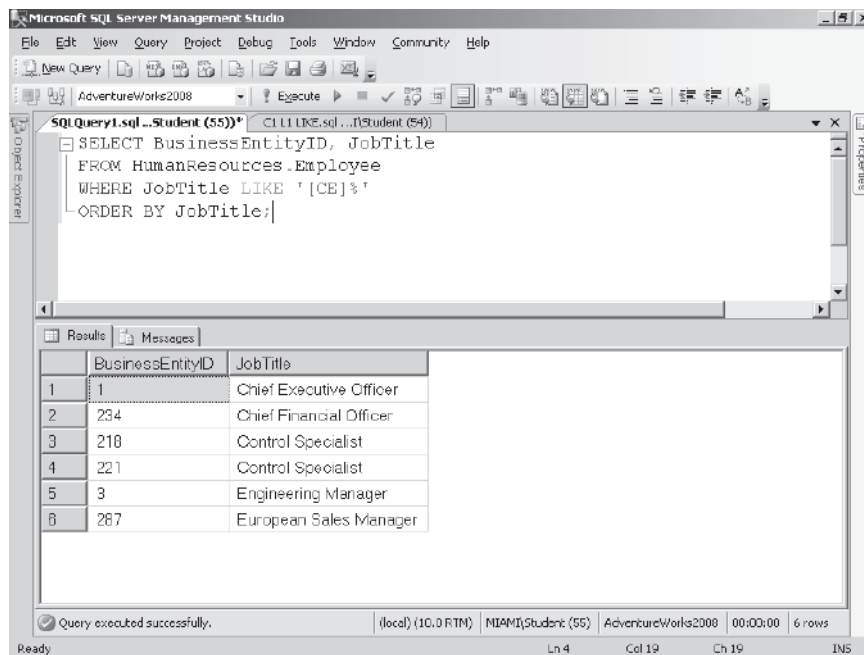 Microsoft SQL Server Management Studio
File Edit View Query Project Debug Tools Window Community Help
New Query
AdventureWorks2008 Execute
SQLQuery1.sql ...Student (55))* C1 L1 LIKE.sql ...I\Student (54))
Object Explorer
Properties
SELECT BusinessEntityID, JobTitle
FROM HumanResources.Employee
WHERE JobTitle LIKE '[CE]%'
ORDER BY JobTitle;
Results Messages
BusinessEntityID JobTitle
1 1 Chief Executive Officer
2 234 Chief Financial Officer
3 218 Control Specialist
4 221 Control Specialist
5 3 Engineering Manager
6 287 European Sales Manager
Query executed successfully. (local) (10.0 RTM) MIAMI\Student (55) AdventureWorks2008 00:00:00 6 rows
Ready Ln 4 Col 19 Ch 19 INS